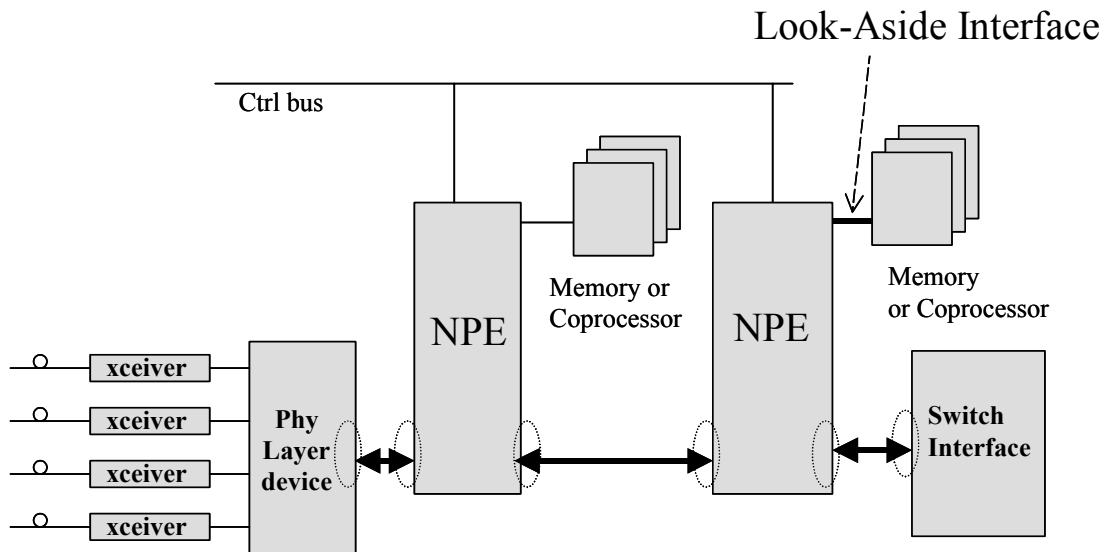 Look-Aside Interface
Ctrl bus
Memory or
Coprocessor
Memory
or Coprocessor
NPE
NPE
xceiver
xceiver
xceiver
xceiver
Phy
Layer
device
Switch
Interface